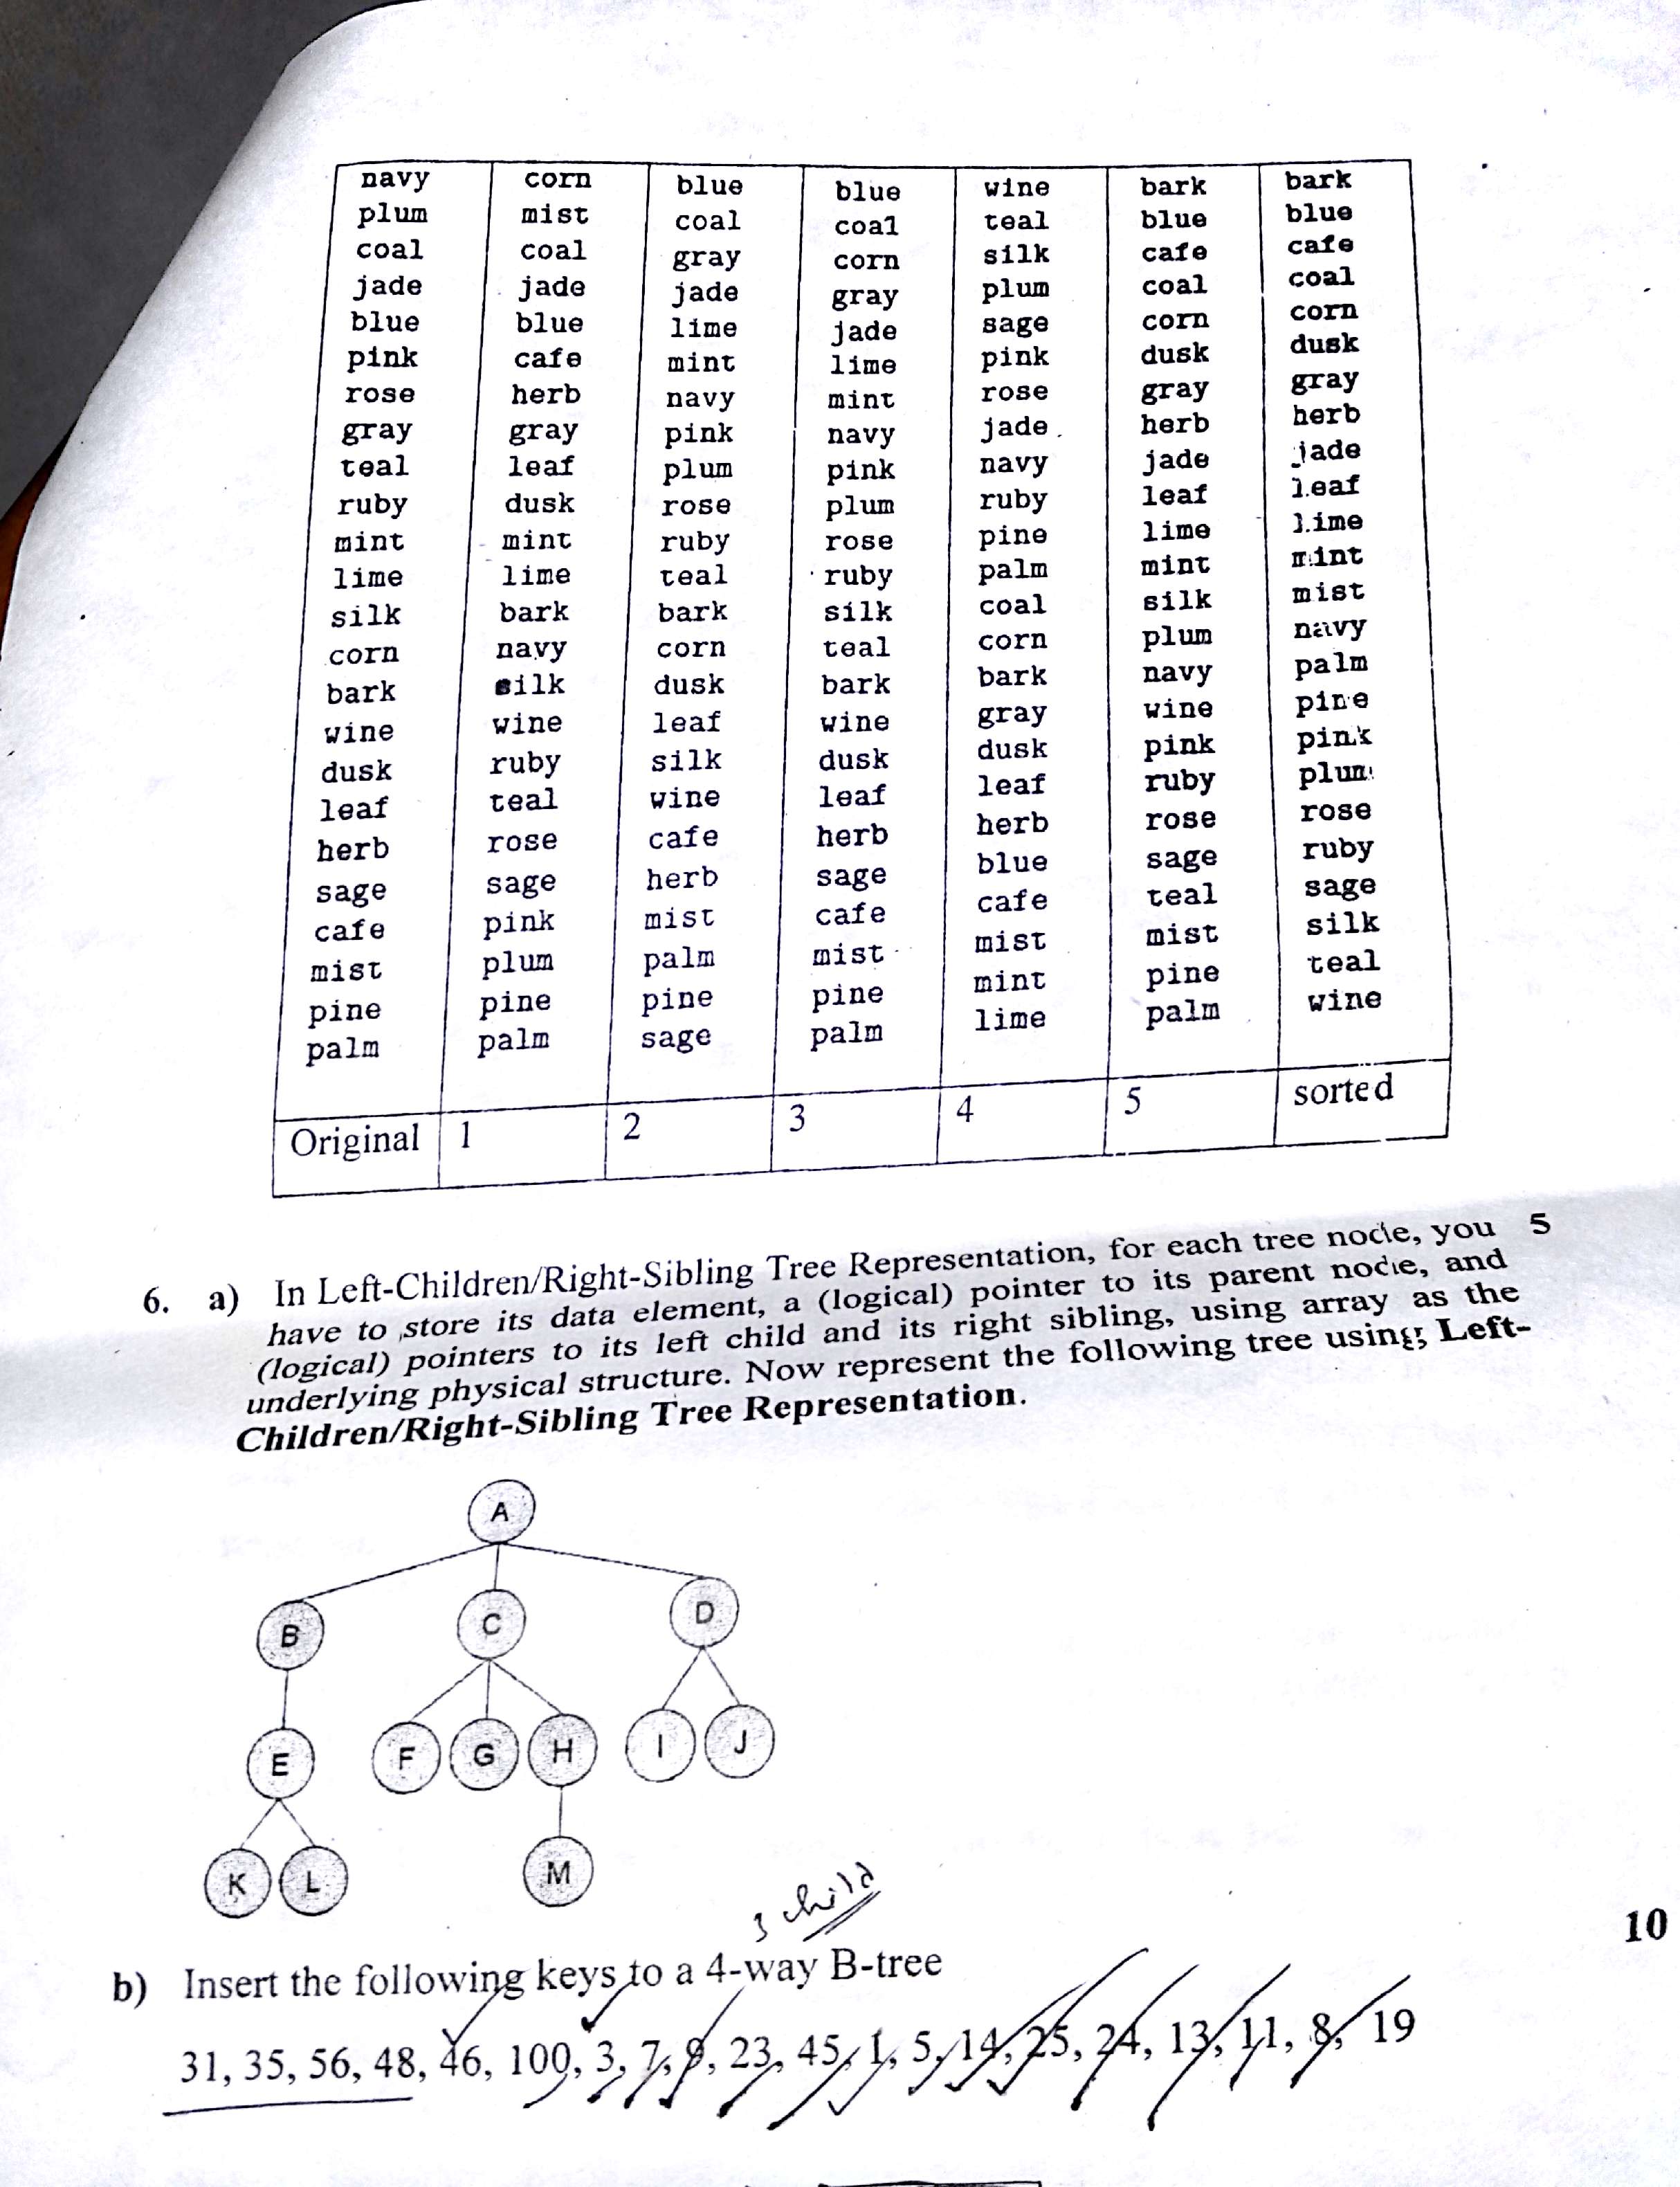 navy corn blue blue wine bark bark
plum mist coal coal teal blue blue
coal coal gray corn silk cafe cafe
jade jade jade gray plum coal coal
blue blue lime jade sage corn corn
pink cafe mint lime pink dusk dusk
rose herb navy mint rose gray gray
gray gray pink navy jade herb herb
teal leaf plum pink navy jade jade
ruby dusk rose plum ruby leaf leaf
mint mint ruby rose pine lime lime
lime lime teal ruby palm mint mint
silk bark bark silk coal silk mist
corn navy corn teal corn plum navy
bark silk dusk bark bark navy palm
wine wine leaf wine gray wine pine
dusk ruby silk dusk dusk pink pink
leaf teal wine leaf leaf ruby plum
herb rose cafe herb herb rose rose
sage sage herb sage blue sage ruby
cafe pink mist cafe cafe teal sage
mist plum palm mist mist mist silk
pine pine pine pine mint pine teal
palm palm sage palm lime palm wine
Original 1 2 3 4 5 sorted
6. a) In Left-Children/Right-Sibling Tree Representation, for each tree node, you 5
have to store its data element, a (logical) pointer to its parent node, and
(logical) pointers to its left child and its right sibling, using array as the
underlying physical structure. Now represent the following tree using Left-
Children/Right-Sibling Tree Representation.
A
B C D
E F G H I J
K L M
3 child
10
b) Insert the following keys to a 4-way B-tree
31, 35, 56, 48, 46, 100, 3, 7, 9, 23, 45, 1, 5, 14, 25, 24, 13, 11, 8, 19